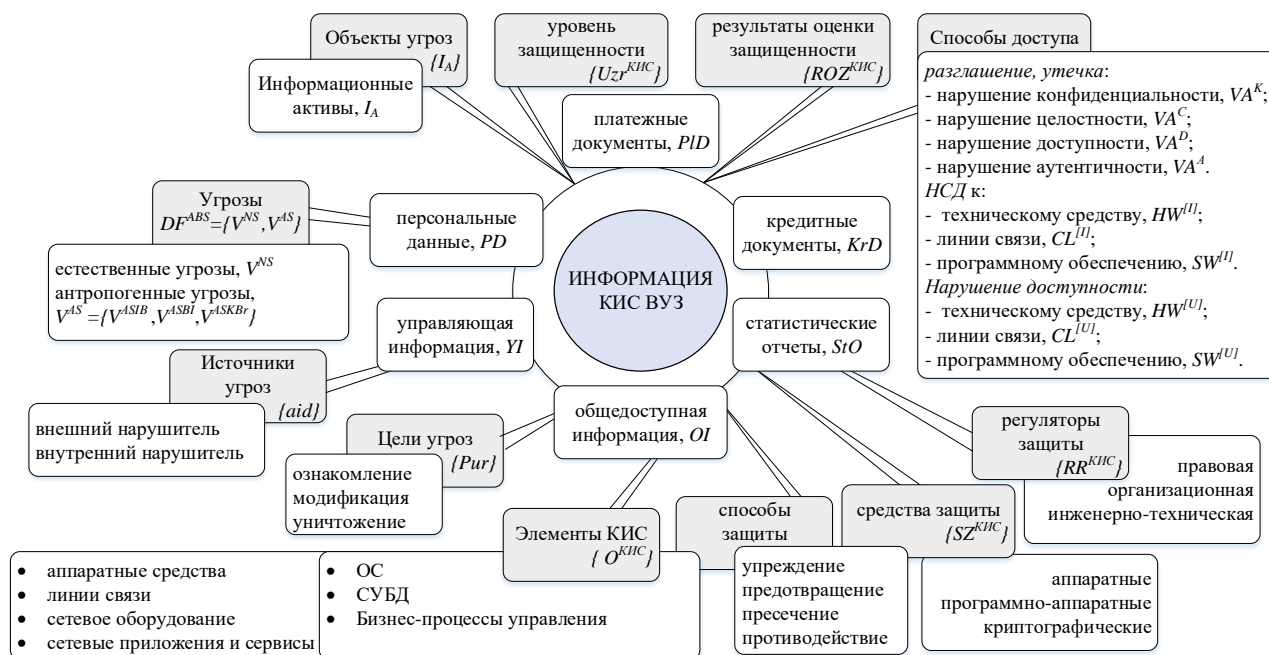 Объекты угроз
{I_A}
Информационные
активы, I_A
уровень
защищенности
{Uzr^КИС}
результаты оценки
защищенности
{ROZ^КИС}
Способы доступа
разглашение, утечка:
- нарушение конфиденциальности, VA^K;
- нарушение целостности, VA^C;
- нарушение доступности, VA^D;
- нарушение аутентичности, VA^A.
НСД к:
- техническому средству, HW^[I];
- линии связи, CL^[I];
- программному обеспечению, SW^[I].
Нарушение доступности:
- техническому средству, HW^[U];
- линии связи, CL^[U];
- программному обеспечению, SW^[U].
платежные
документы, PlD
Угрозы
DF^ABS={V^NS,V^AS}
естественные угрозы, V^NS
антропогенные угрозы,
V^AS={V^ASIB,V^ASBI,V^ASKBr}
персональные
данные, PD
кредитные
документы, KrD
ИНФОРМАЦИЯ
КИС ВУЗ
управляющая
информация, YI
статистические
отчеты, StO
Источники
угроз
{aid}
внешний нарушитель
внутренний нарушитель
общедоступная
информация, OI
Цели угроз
{Pur}
ознакомление
модификация
уничтожение
регуляторы
защиты
{RR^КИС}
правовая
организационная
инженерно-техническая
Элементы КИС
{ O^КИС}
• аппаратные средства
• линии связи
• сетевое оборудование
• сетевые приложения и сервисы
• ОС
• СУБД
• Бизнес-процессы управления
способы
защиты
упреждение
предотвращение
пресечение
противодействие
средства защиты
{SZ^КИС}
аппаратные
программно-аппаратные
криптографические